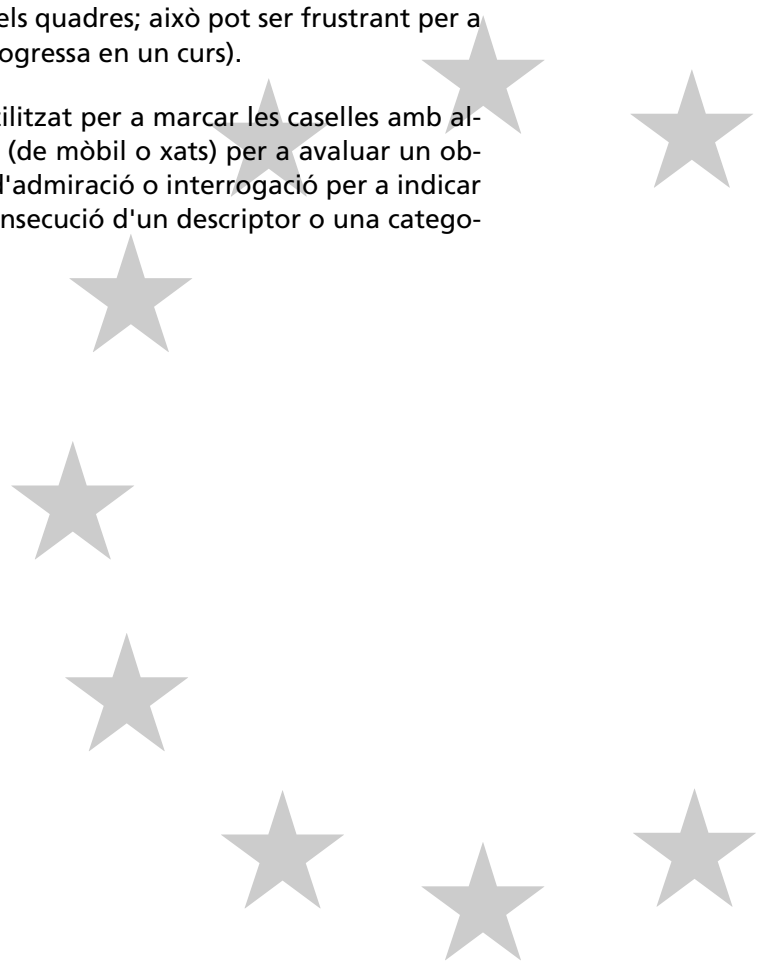 els quadres; això pot ser frustrant per a
ogressa en un curs).
ilitzat per a marcar les caselles amb al-
(de mòbil o xats) per a avaluar un ob-
d'admiració o interrogació per a indicar
nsecució d'un descriptor o una catego-